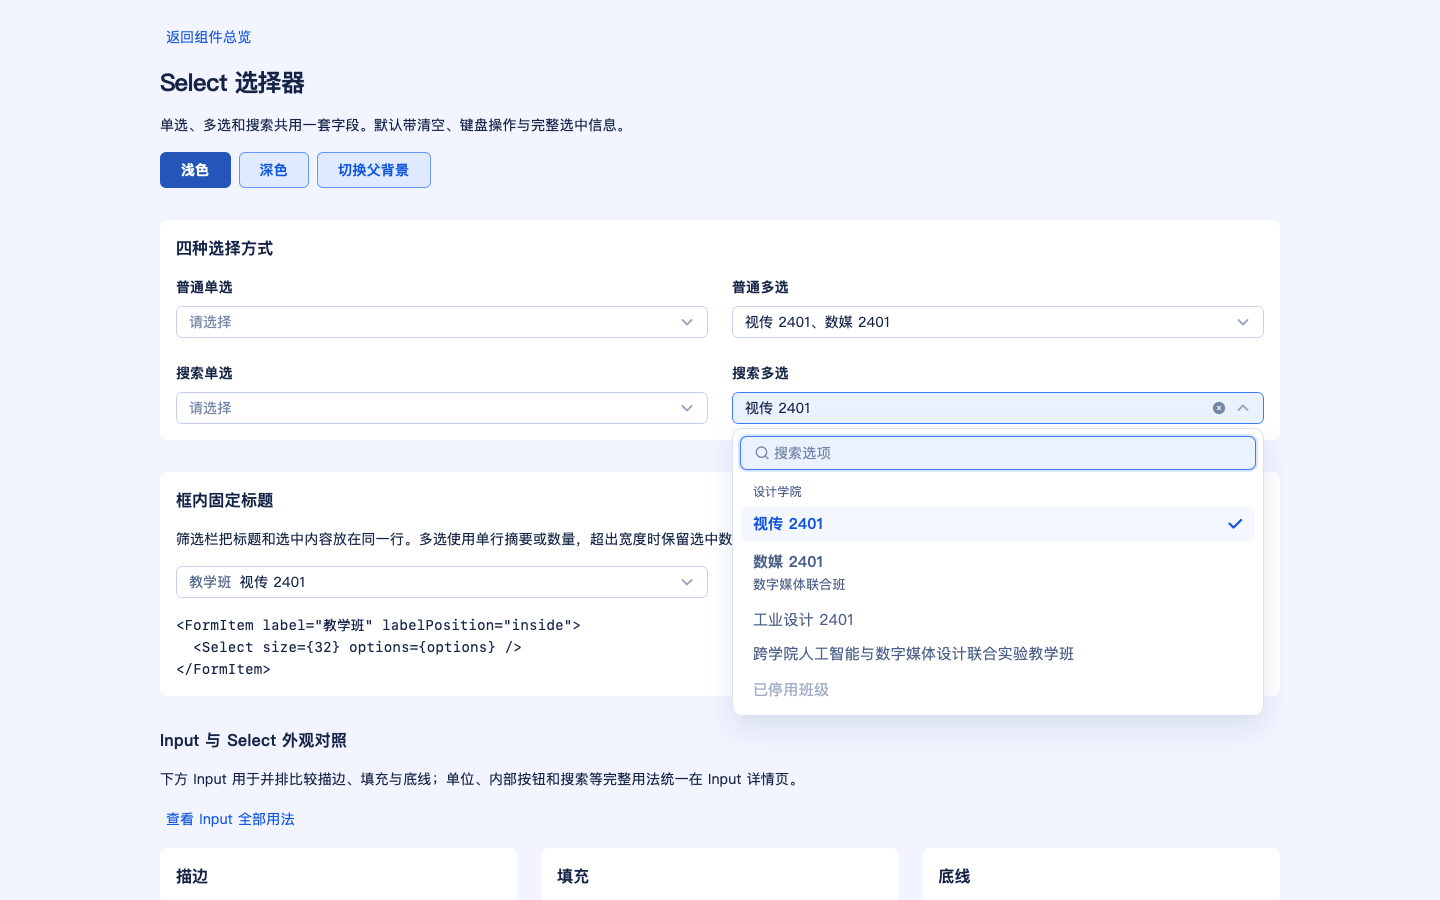 返回组件总览
Select 选择器
单选、多选和搜索共用一套字段。默认带清空、键盘操作与完整选中信息。
浅色
深色
切换父背景
四种选择方式
普通单选
请选择
普通多选
视传 2401、数媒 2401
搜索单选
请选择
搜索多选
视传 2401
搜索选项
设计学院
视传 2401
数媒 2401
数字媒体联合班
工业设计 2401
跨学院人工智能与数字媒体设计联合实验教学班
已停用班级
框内固定标题
筛选栏把标题和选中内容放在同一行。多选使用单行摘要或数量，超出宽度时保留选中数
教学班 视传 2401
<FormItem label="教学班" labelPosition="inside">
  <Select size={32} options={options} />
</FormItem>
Input 与 Select 外观对照
下方 Input 用于并排比较描边、填充与底线；单位、内部按钮和搜索等完整用法统一在 Input 详情页。
查看 Input 全部用法
描边
填充
底线